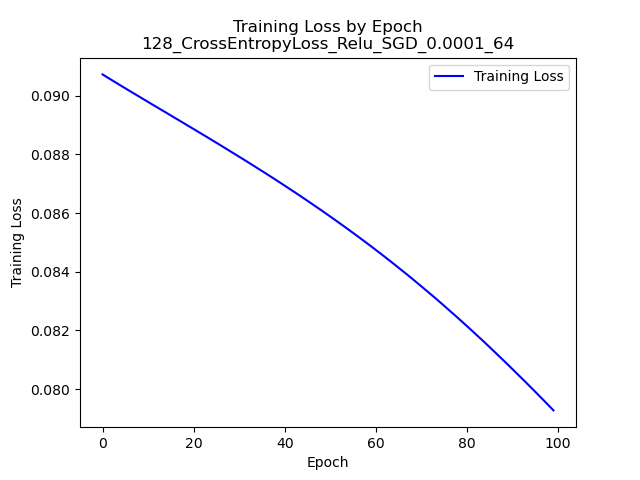 Training Loss by Epoch
128_CrossEntropyLoss_Relu_SGD_0.0001_64
Training Loss
0.090
0.088
0.086
0.084
0.082
0.080
Training Loss
0 20 40 60 80 100
Epoch